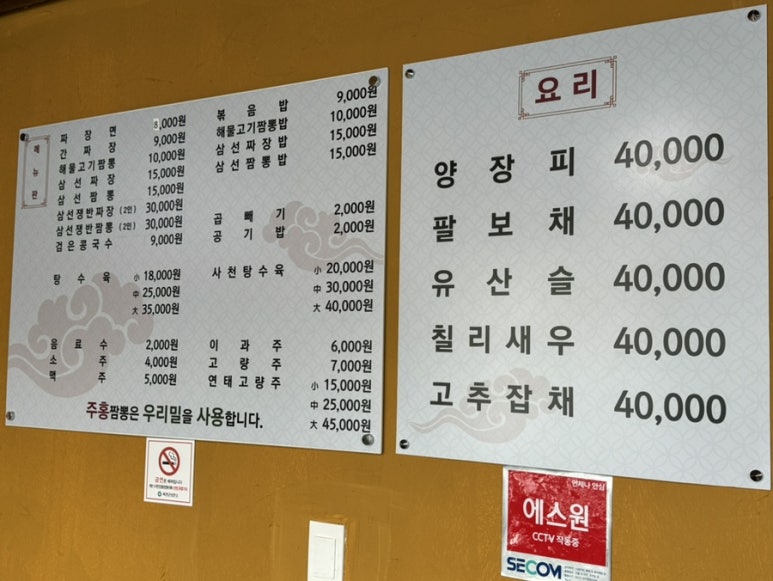 메뉴판
짜장면 8,000원
간짜장 9,000원
해물고기짬뽕 10,000원
삼선짜장 15,000원
삼선짬뽕 15,000원
삼선쟁반짜장 (2인) 30,000원
삼선쟁반짬뽕 (2인) 30,000원
검은콩국수 9,000원
볶음밥 9,000원
해물고기짬뽕밥 10,000원
삼선짜장밥 15,000원
삼선짬뽕밥 15,000원
곱빼기 2,000원
공기밥 2,000원
탕수육 小 18,000원
中 25,000원
大 35,000원
사천탕수육 小 20,000원
中 30,000원
大 40,000원
음료수 2,000원
소주 4,000원
맥주 5,000원
이과주 6,000원
고량주 7,000원
연태고량주 小 15,000원
中 25,000원
大 45,000원
주홍짬뽕은 우리밀을 사용합니다.
요리
양장피 40,000
팔보채 40,000
유산슬 40,000
칠리새우 40,000
고추잡채 40,000
언제나 안심
에스원
CCTV 작동중
SECOM